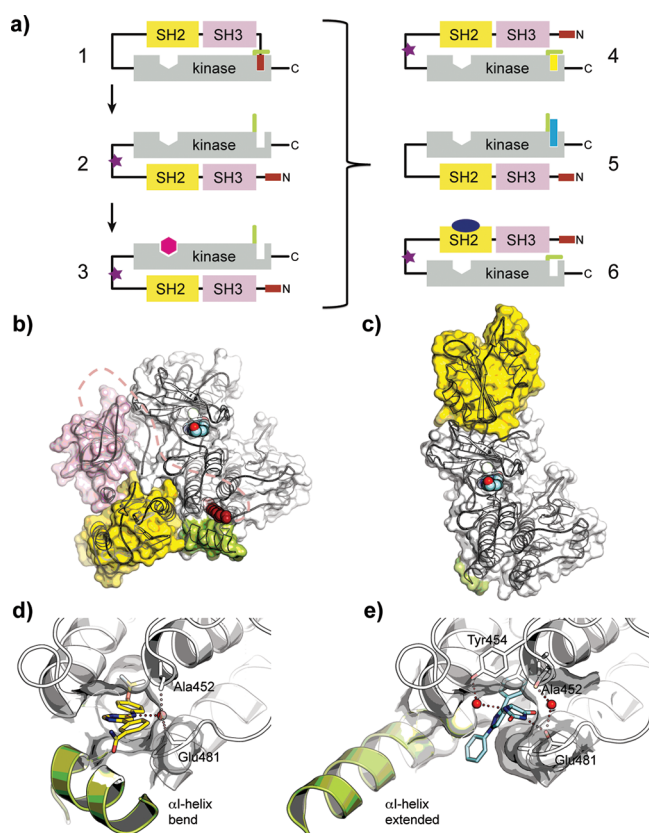 a)
SH2 SH3
1 kinase C
SH2 SH3 N
kinase C 4
kinase C
2
SH2 SH3 N
kinase C
5
SH2 SH3 N
kinase C
3
SH2 SH3 N
SH2 SH3 N
kinase C 6
b)
c)
d)
Ala452
Glu481
αI-helix
bend
e)
Tyr454
Ala452
Glu481
αI-helix
extended